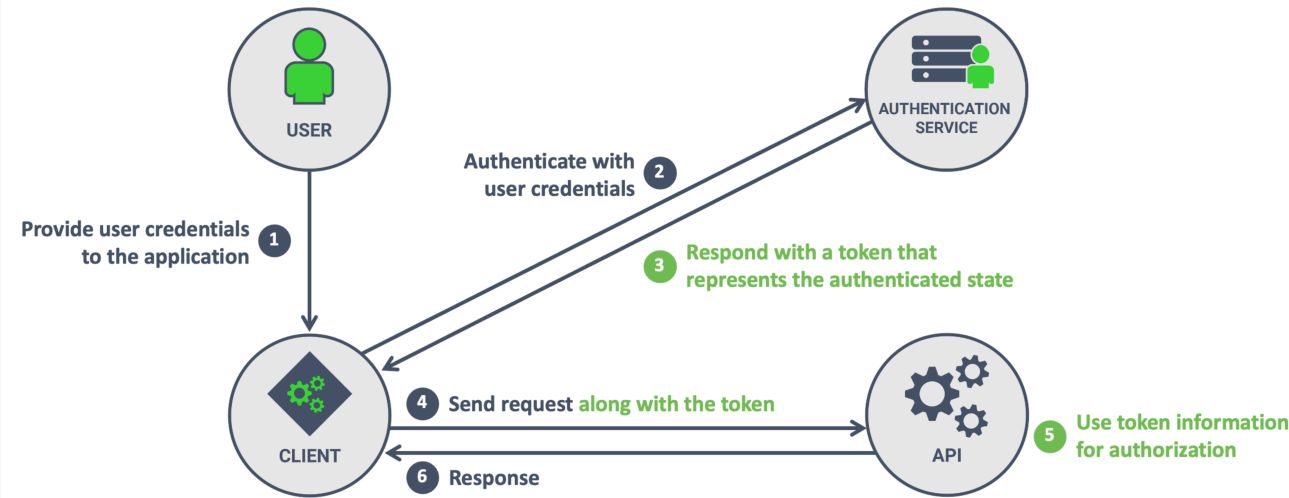 USER
AUTHENTICATION
SERVICE
Authenticate with
user credentials
2
Provide user credentials
to the application
1
3
Respond with a token that
represents the authenticated state
4 Send request along with the token
CLIENT
6 Response
API
5
Use token information
for authorization